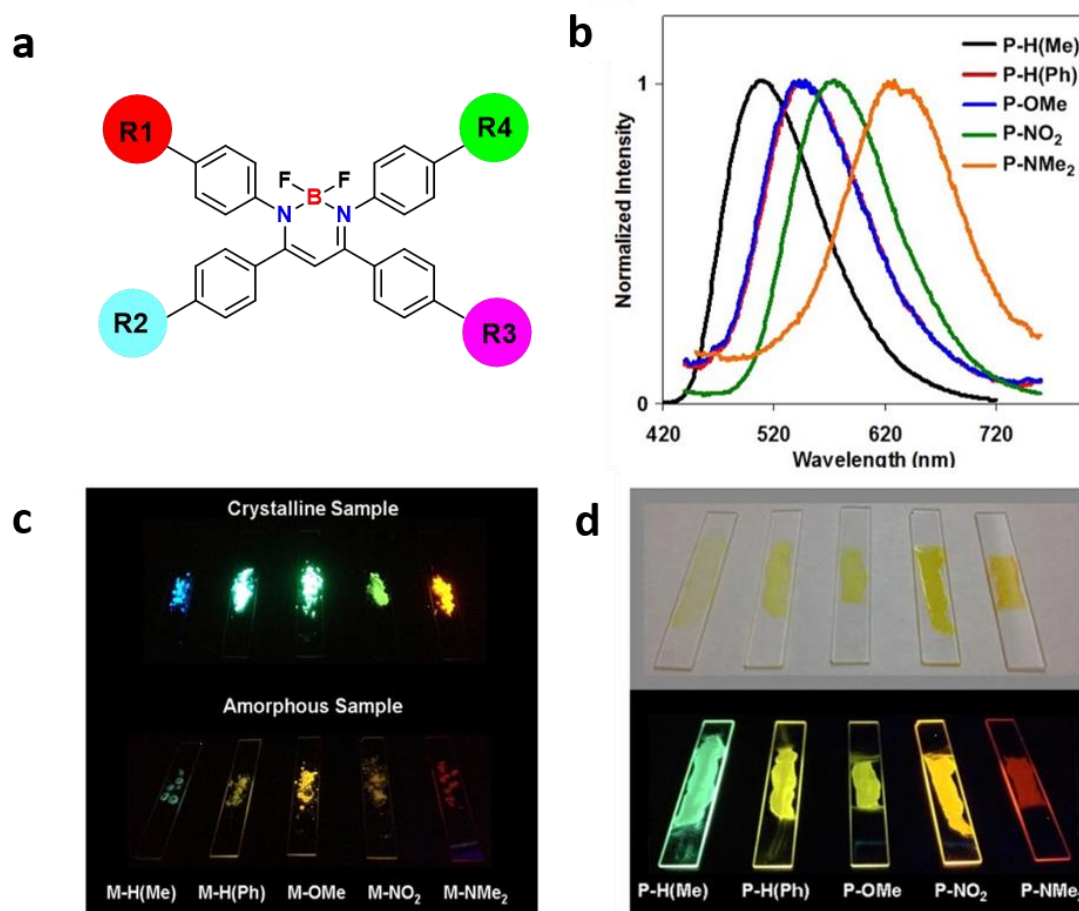 a
R1
R4
F
F
B
N
N
R2
R3
b
Normalized Intensity
1
0
P-H(Me)
P-H(Ph)
P-OMe
P-NO₂
P-NMe₂
420
520
620
720
Wavelength (nm)
c
Crystalline Sample
Amorphous Sample
M-H(Me)
M-H(Ph)
M-OMe
M-NO₂
M-NMe₂
d
P-H(Me)
P-H(Ph)
P-OMe
P-NO₂
P-NMe